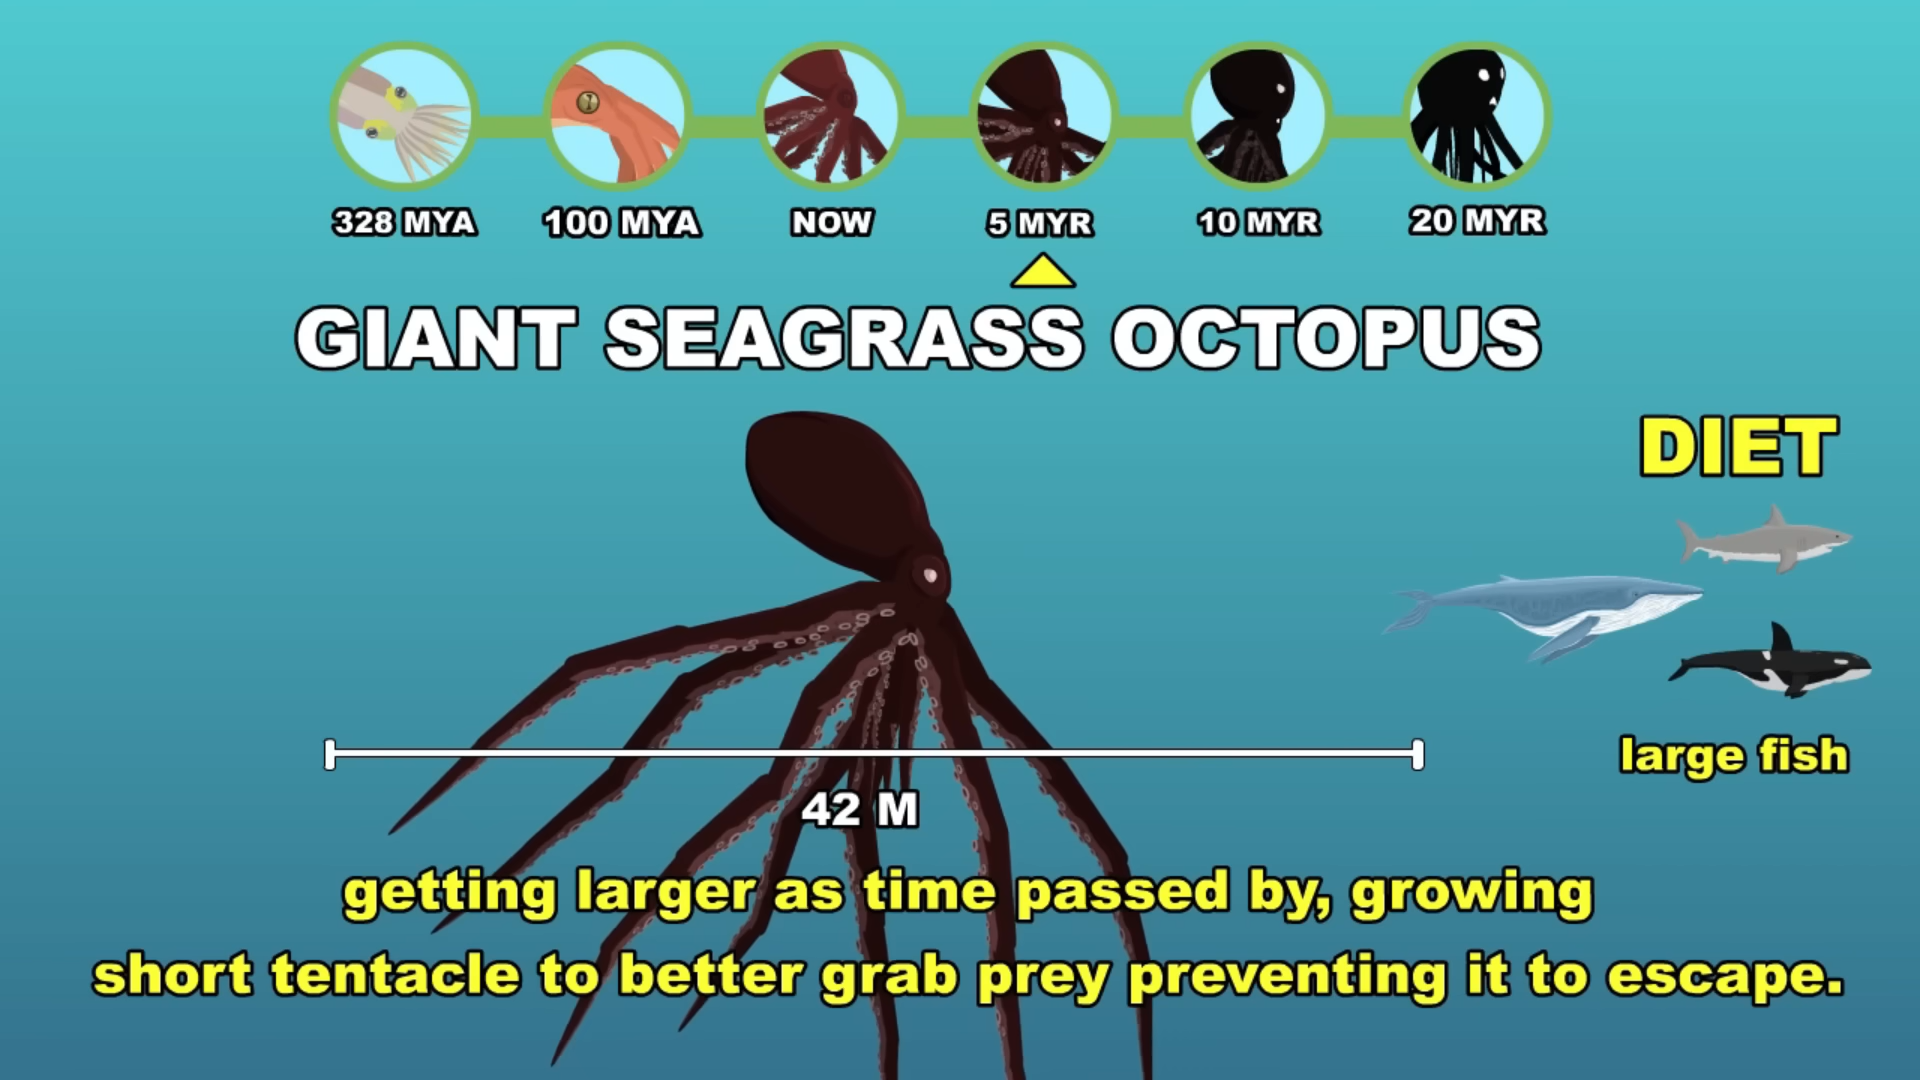 328 MYA
100 MYA
NOW
5 MYR
10 MYR
20 MYR
GIANT SEAGRASS OCTOPUS
DIET
large fish
42 M
getting larger as time passed by, growing
short tentacle to better grab prey preventing it to escape.